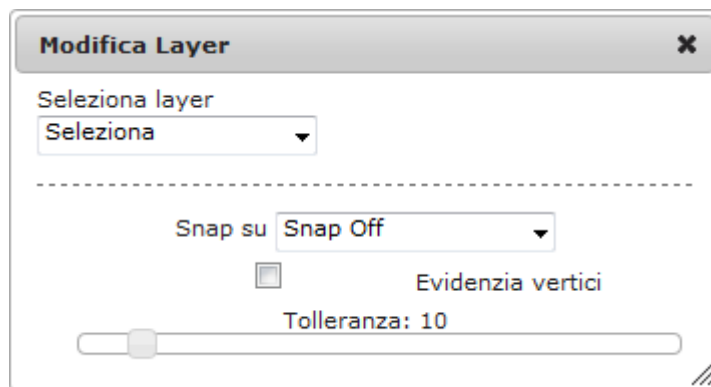 Modifica Layer
Seleziona layer
Seleziona
Snap su Snap Off
Evidenzia vertici
Tolleranza: 10